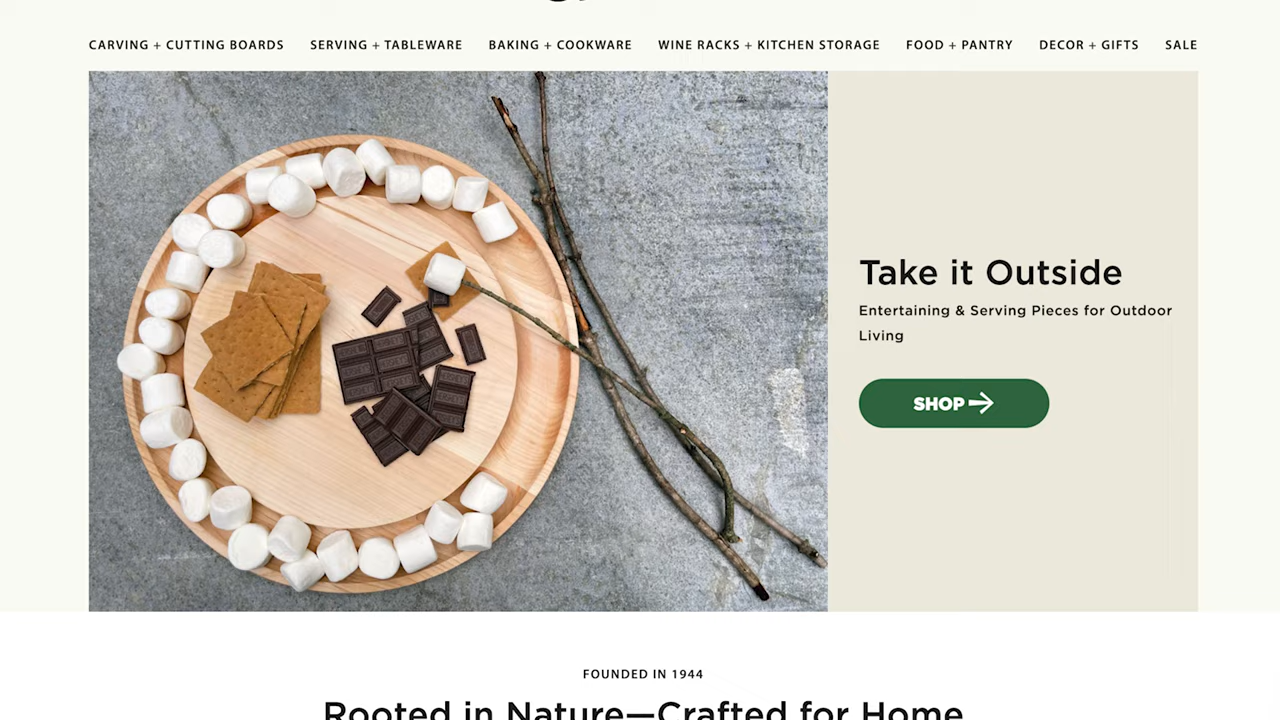 CARVING + CUTTING BOARDS SERVING + TABLEWARE BAKING + COOKWARE WINE RACKS + KITCHEN STORAGE FOOD + PANTRY DECOR + GIFTS SALE
Take it Outside
Entertaining & Serving Pieces for Outdoor
Living
SHOP
FOUNDED IN 1944
Rooted in Nature—Crafted for Home